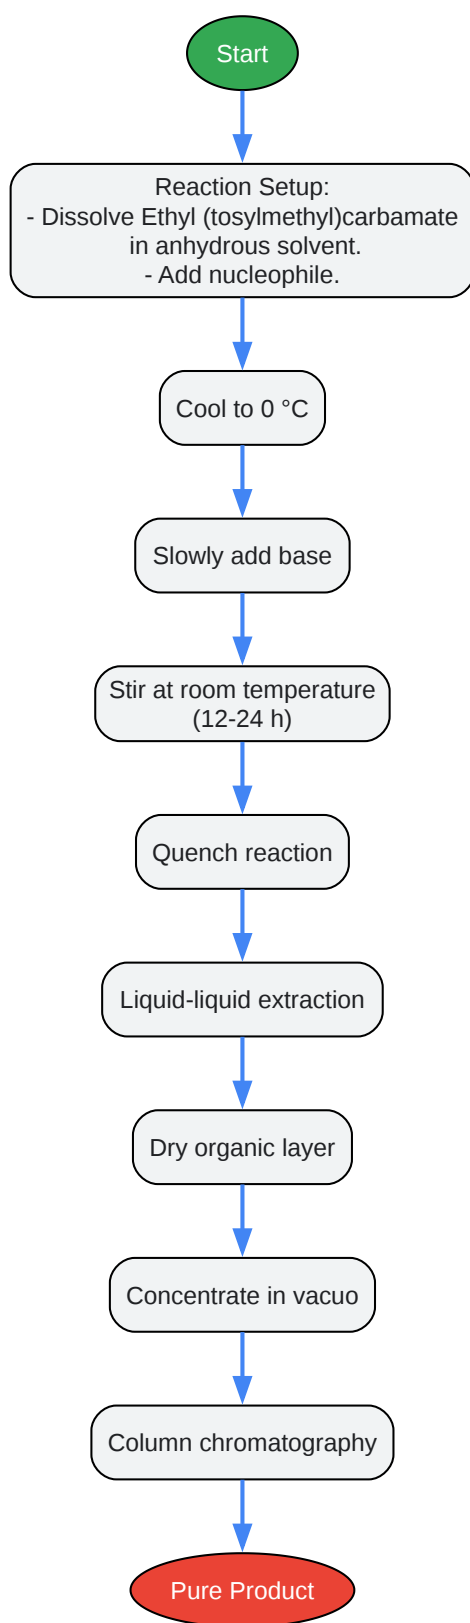 Start
Reaction Setup:
- Dissolve Ethyl (tosylmethyl)carbamate
in anhydrous solvent.
- Add nucleophile.
Cool to 0 °C
Slowly add base
Stir at room temperature
(12-24 h)
Quench reaction
Liquid-liquid extraction
Dry organic layer
Concentrate in vacuo
Column chromatography
Pure Product